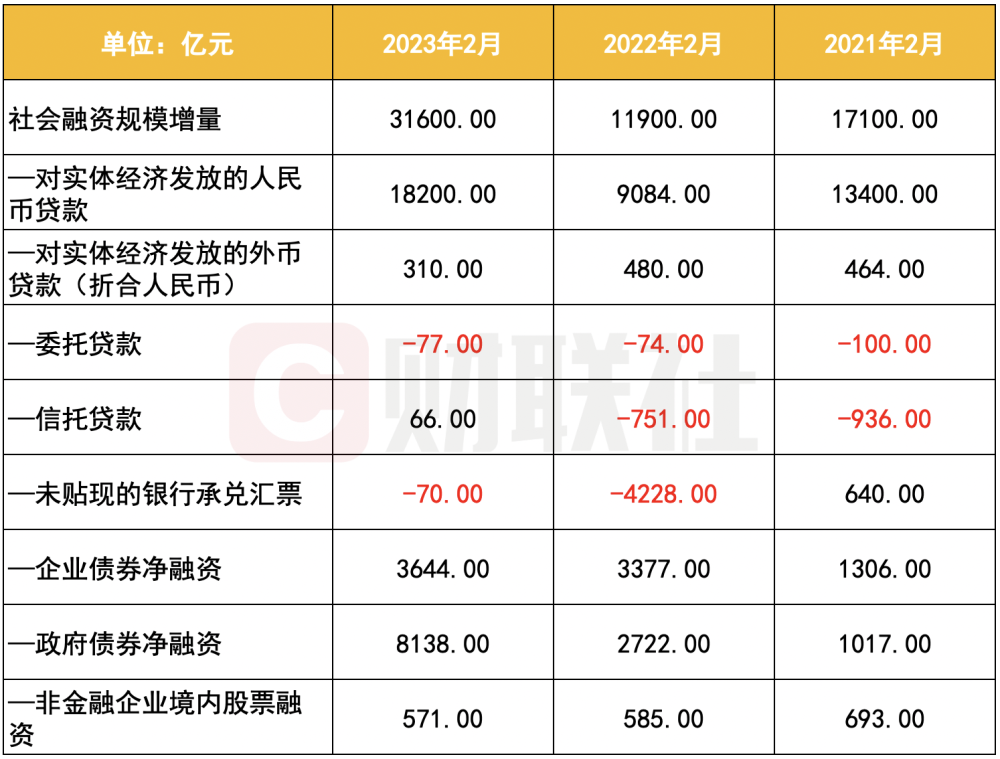 单位：亿元 2023年2月 2022年2月 2021年2月
社会融资规模增量 31600.00 11900.00 17100.00
—对实体经济发放的人民
币贷款 18200.00 9084.00 13400.00
—对实体经济发放的外币
贷款（折合人民币） 310.00 480.00 464.00
—委托贷款 -77.00 -74.00 -100.00
—信托贷款 66.00 -751.00 -936.00
—未贴现的银行承兑汇票 -70.00 -4228.00 640.00
—企业债券净融资 3644.00 3377.00 1306.00
—政府债券净融资 8138.00 2722.00 1017.00
—非金融企业境内股票融
资 571.00 585.00 693.00
C 财联社